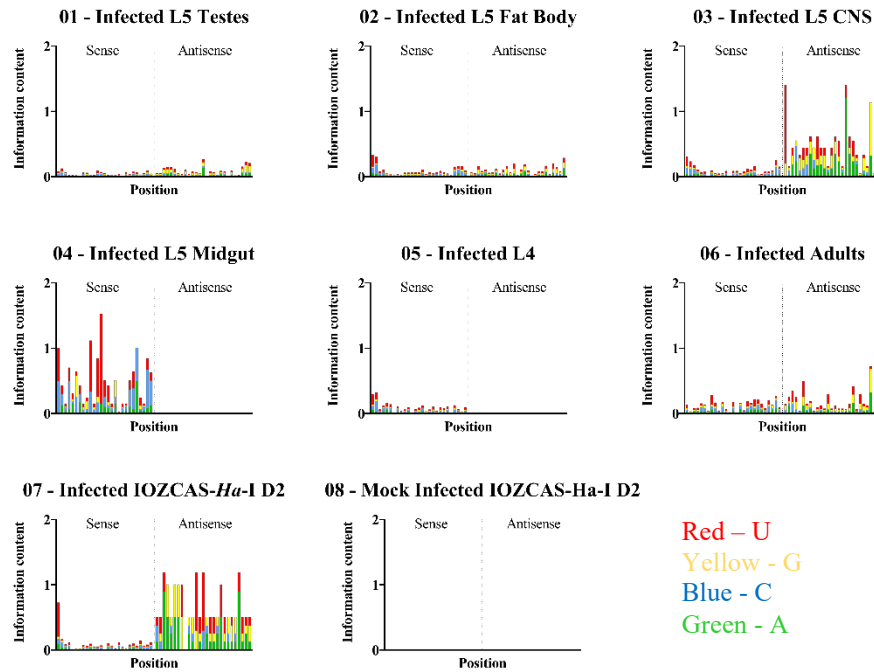 01 - Infected L5 Testes
02 - Infected L5 Fat Body
03 - Infected L5 CNS
Information content
2
1
0
Sense
Antisense
Position
Information content
2
1
0
Sense
Antisense
Position
Information content
2
1
0
Sense
Antisense
Position
04 - Infected L5 Midgut
05 - Infected L4
06 - Infected Adults
Information content
2
1
0
Sense
Antisense
Position
Information content
2
1
0
Sense
Antisense
Position
Information content
2
1
0
Sense
Antisense
Position
07 - Infected IOZCAS-Ha-I D2
08 - Mock Infected IOZCAS-Ha-I D2
Information content
2
1
0
Sense
Antisense
Position
Information content
2
1
0
Sense
Antisense
Position
Red – U
Yellow - G
Blue - C
Green - A